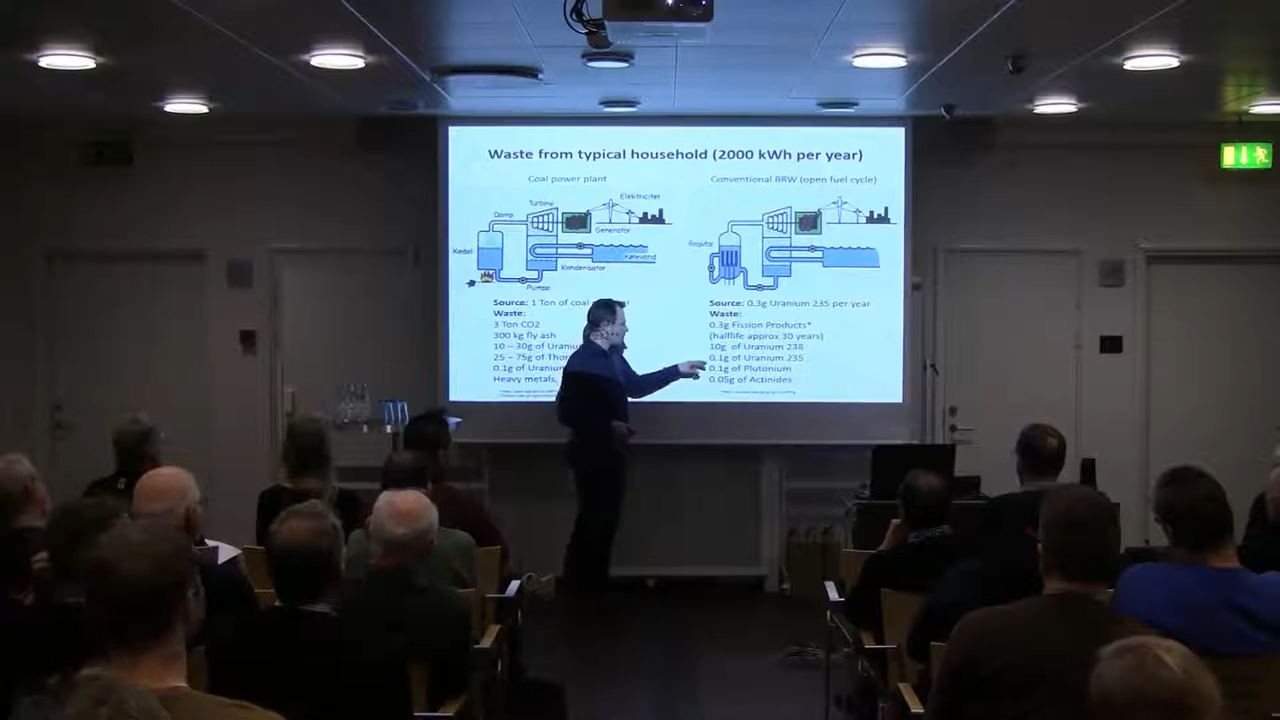 Waste from typical household (2000 kWh per year)
Coal power plant
Turbine
Elektricitet
Damp
Generator
Kedel
Kølevand
Kondensator
Pumpe
Source: 1 Ton of coal
Waste:
3 Ton CO2
300 kg fly ash
10 – 30g of Uraniu
25 – 75g of Thor
0.1g of Uranium
Heavy metals,
Conventional BRW (open fuel cycle)
Reaktor
Source: 0.3g Uranium 235 per year
Waste:
0.3g Fission Products*
(halflife approx 30 years)
10g of Uranium 238
0.1g of Uranium 235
0.1g of Plutonium
0.05g of Actinides